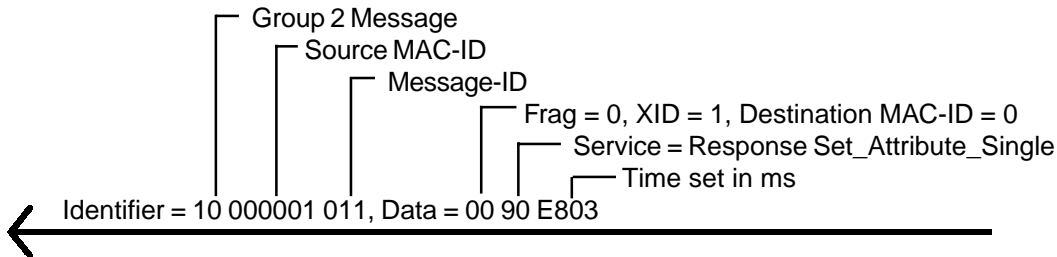 Group 2 Message
Source MAC-ID
Message-ID
Frag = 0, XID = 1, Destination MAC-ID = 0
Service = Response Set_Attribute_Single
Time set in ms
Identifier = 10 000001 011, Data = 00 90 E803